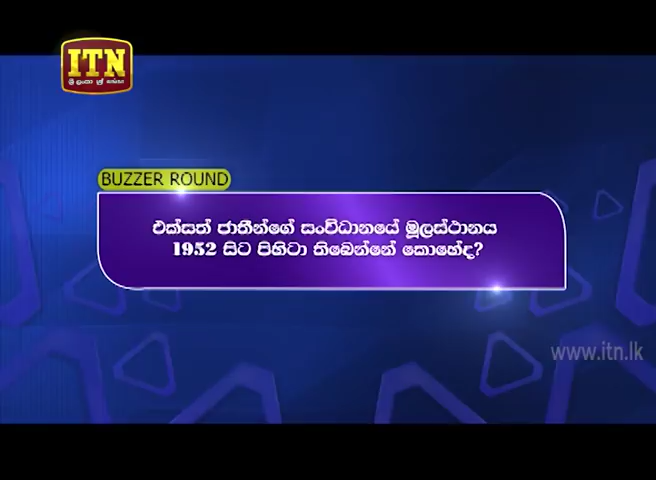 ITN
ශ්‍රී ලංකා
BUZZER ROUND
එක්සත් ජාතීන්ගේ සංවිධානයේ මූලස්ථානය
1952 සිට පිහිටා තිබෙන්නේ කොහේද?
www.itn.lk